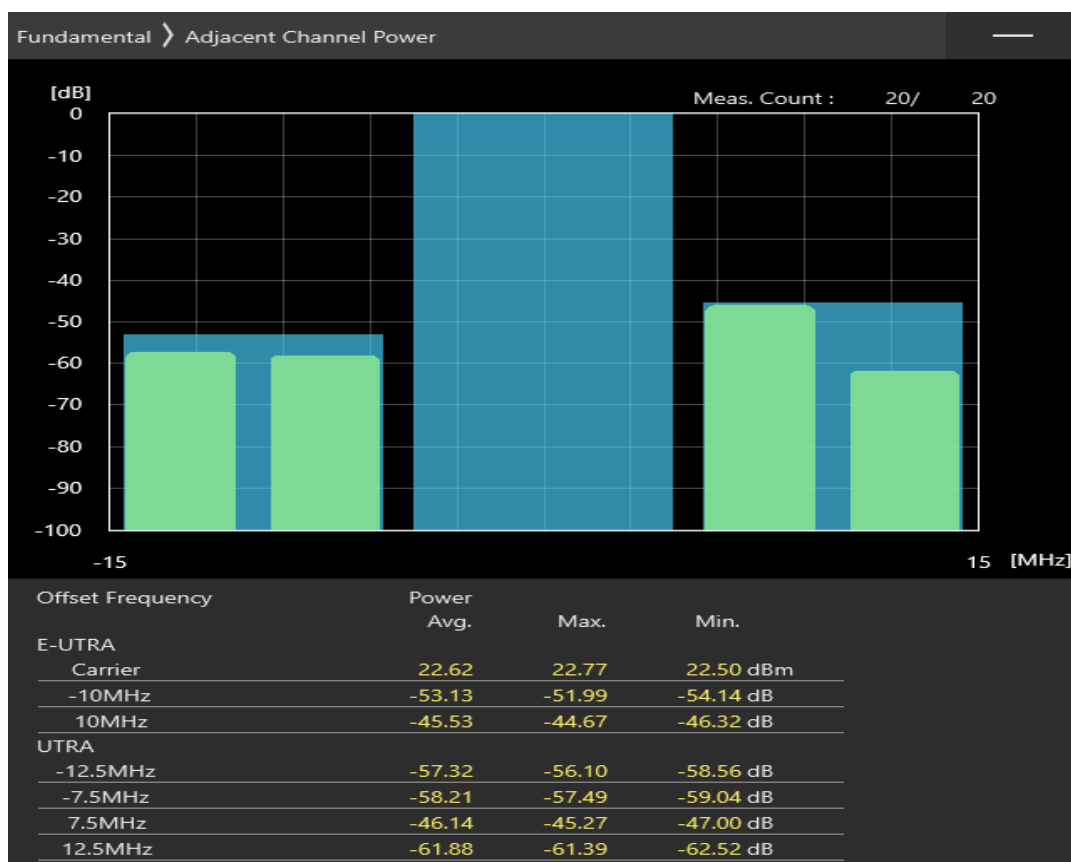 Fundamental ❯ Adjacent Channel Power
[dB]
Meas. Count : 20/ 20
0
-10
-20
-30
-40
-50
-60
-70
-80
-90
-100
-15 15 [MHz]
Offset Frequency Power
Avg. Max. Min.
E-UTRA
Carrier 22.62 22.77 22.50 dBm
-10MHz -53.13 -51.99 -54.14 dB
10MHz -45.53 -44.67 -46.32 dB
UTRA
-12.5MHz -57.32 -56.10 -58.56 dB
-7.5MHz -58.21 -57.49 -59.04 dB
7.5MHz -46.14 -45.27 -47.00 dB
12.5MHz -61.88 -61.39 -62.52 dB